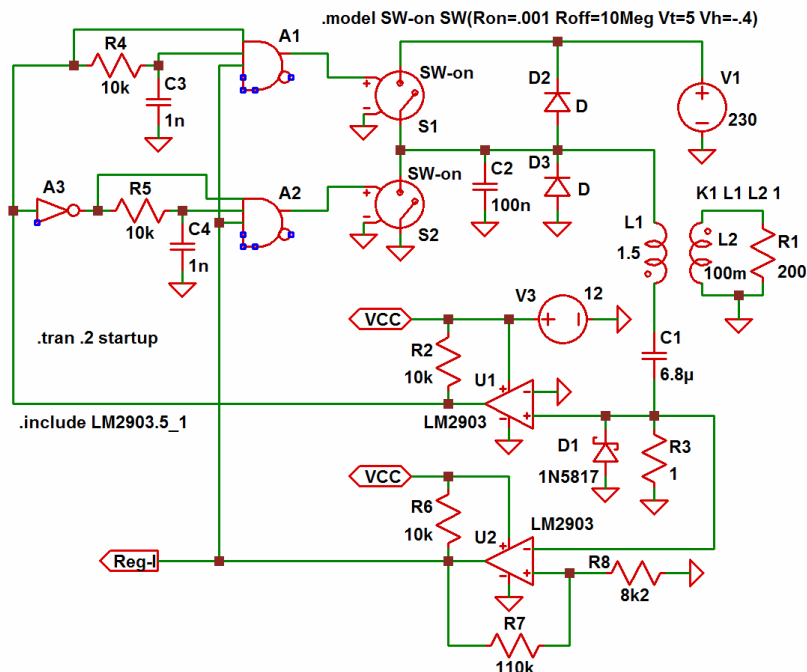 .model SW-on SW(Ron=.001 Roff=10Meg Vt=5 Vh=-.4)
A1
R4
10k
C3
1n
SW-on
S1
D2
D
V1
230
A3
R5
10k
C4
1n
A2
SW-on
S2
C2
100n
D3
D
K1 L1 L2 1
L1
1.5
L2
100m
R1
200
V3
12
VCC
.tran .2 startup
R2
10k
U1
LM2903
C1
6.8µ
.include LM2903.5_1
D1
1N5817
R3
1
VCC
R6
10k
U2
LM2903
Reg-I
R8
8k2
R7
110k